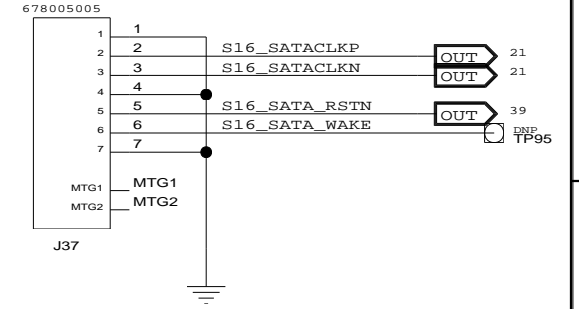 678005005
1 1
2 2 S16_SATACLKP OUT 21
3 3 S16_SATACLKN OUT 21
4 4
5 5 S16_SATA_RSTN OUT 39
6 6 S16_SATA_WAKE DNP
TP95
7 7
MTG1 MTG1
MTG2 MTG2
J37